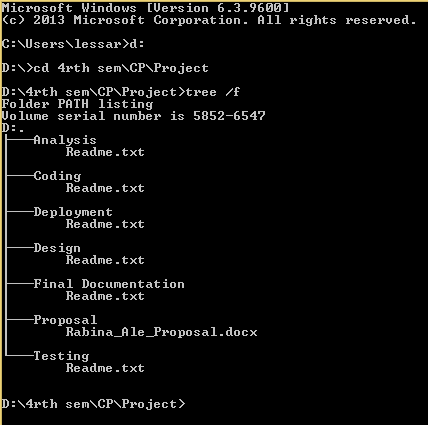 Microsoft Windows [Version 6.3.9600]
(c) 2013 Microsoft Corporation. All rights reserved.
C:\Users\lessar>d:
D:\>cd 4rth sem\CP\Project
D:\4rth sem\CP\Project>tree /f
Folder PATH listing
Volume serial number is 5852-6547
D:.
├───Analysis
│       Readme.txt
│
├───Coding
│       Readme.txt
│
├───Deployment
│       Readme.txt
│
├───Design
│       Readme.txt
│
├───Final Documentation
│       Readme.txt
│
├───Proposal
│       Rabina_Ale_Proposal.docx
│
└───Testing
        Readme.txt
D:\4rth sem\CP\Project>